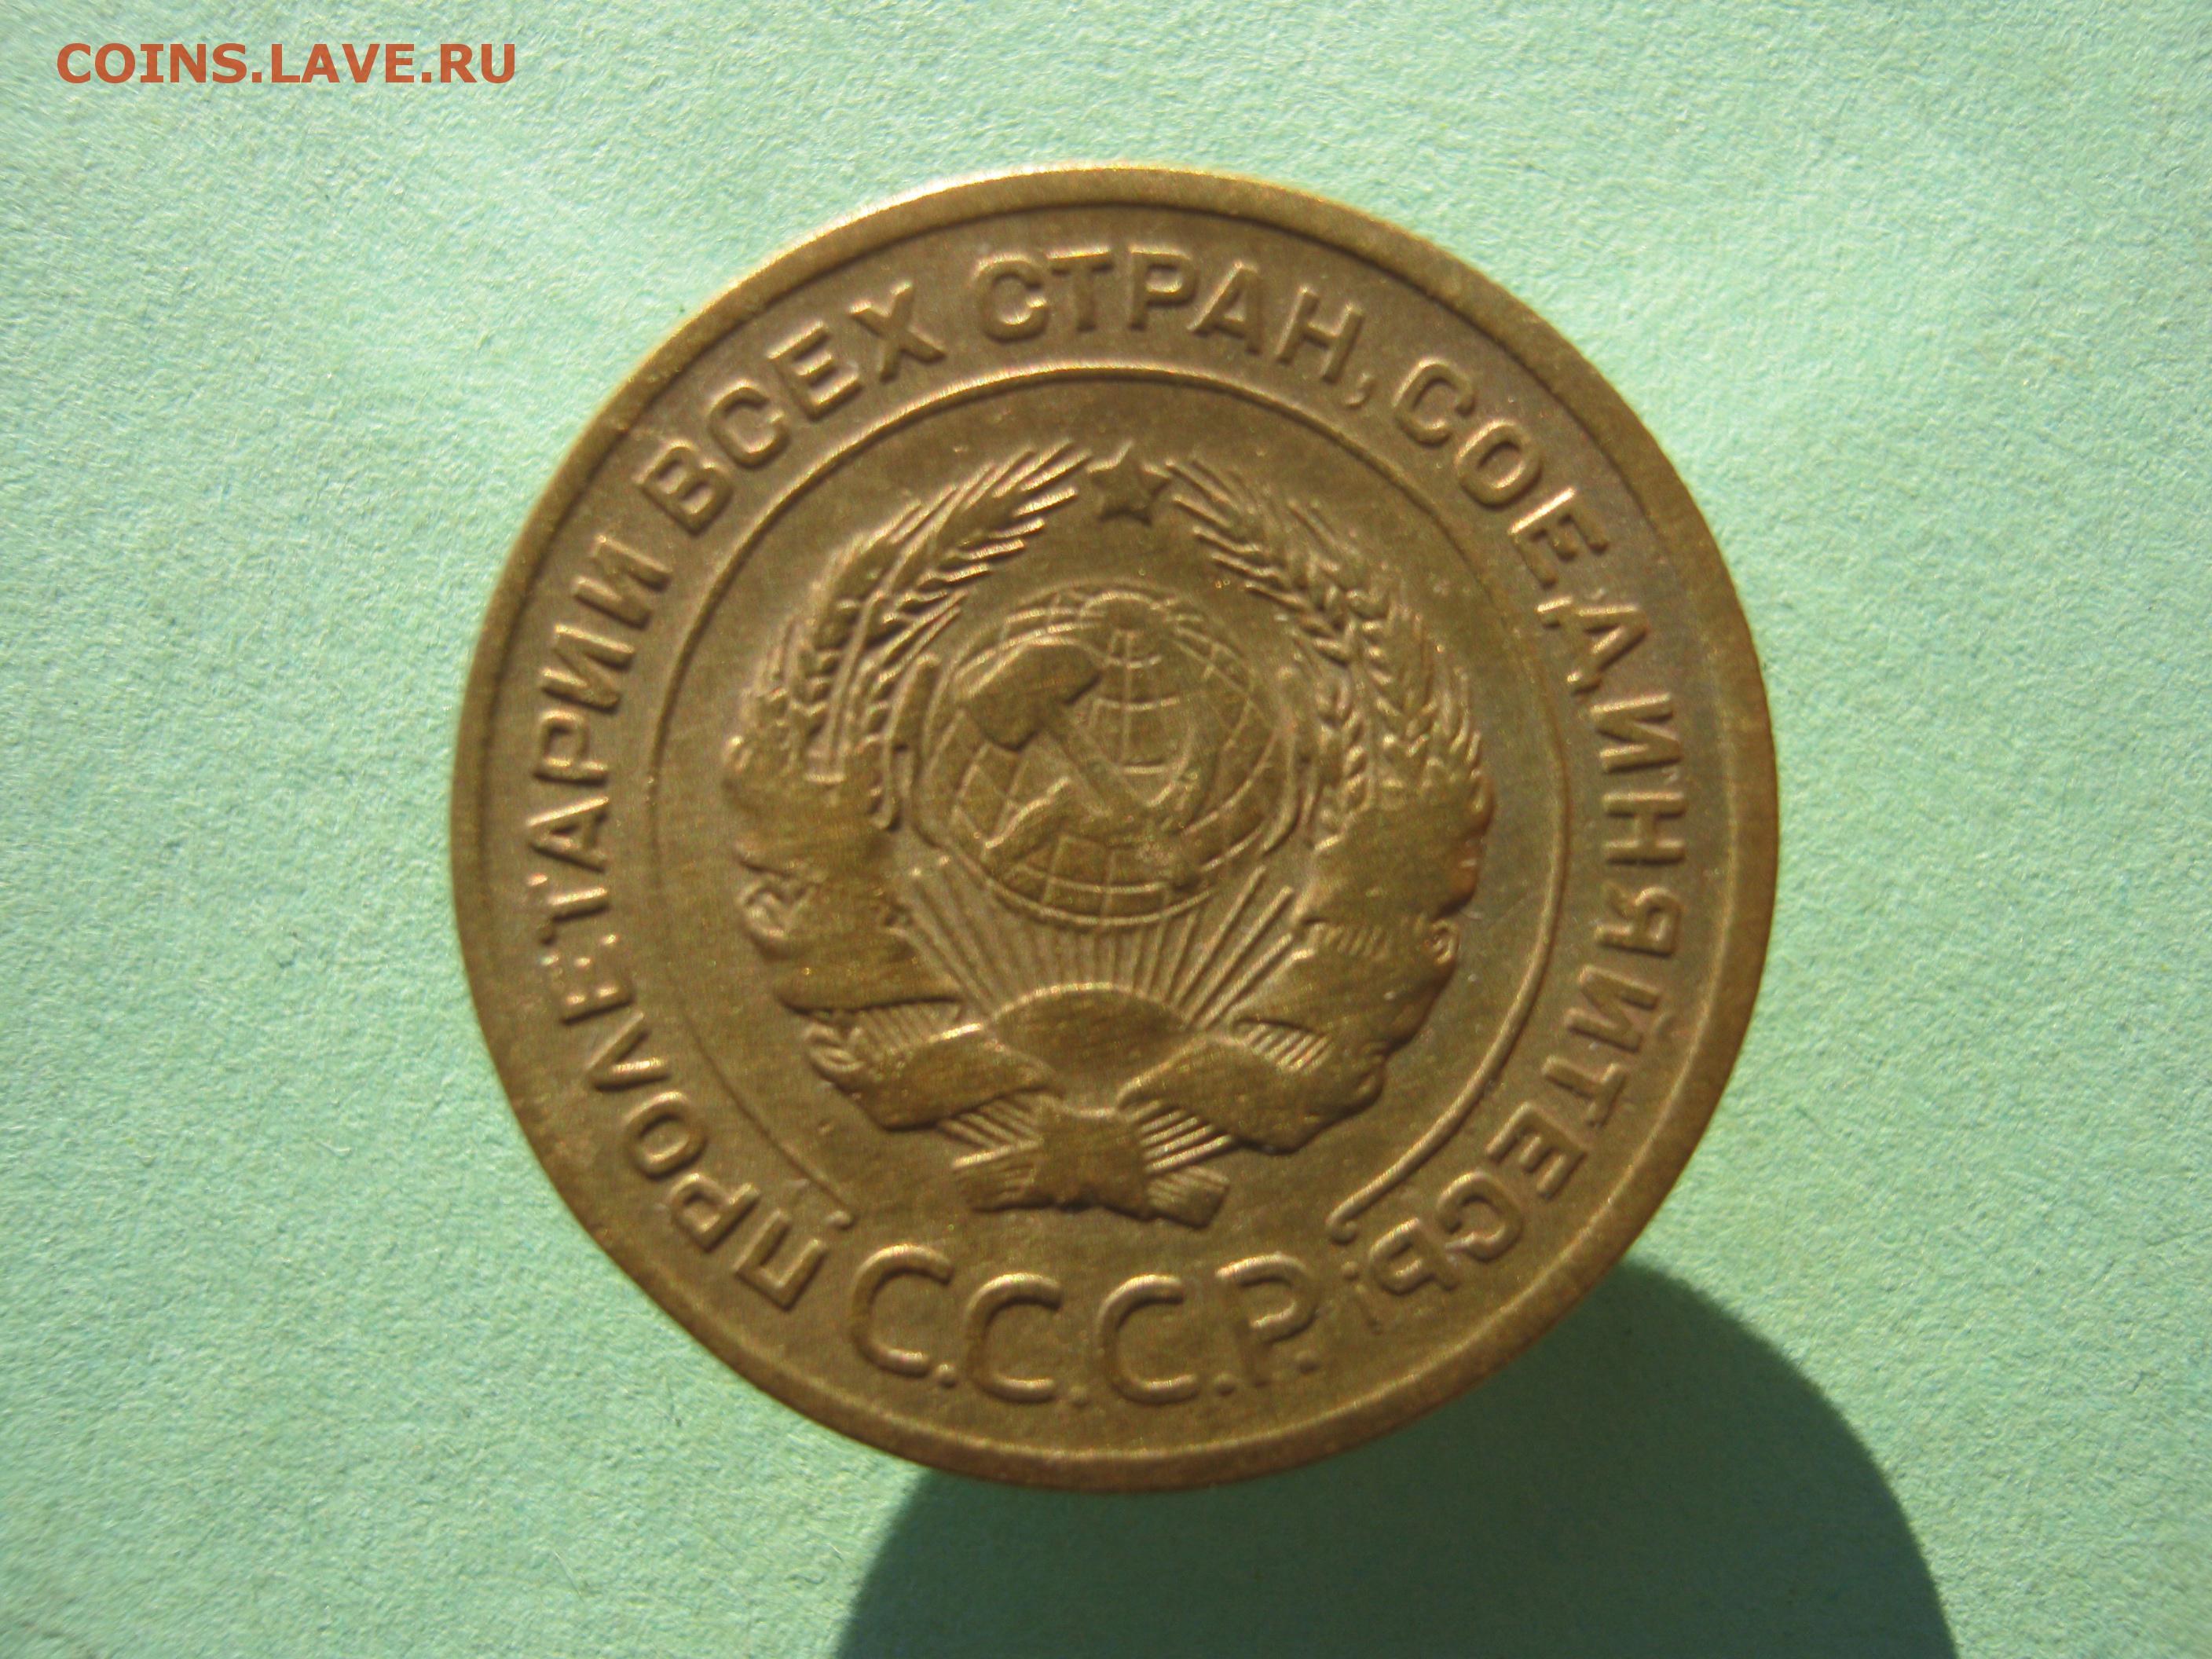 COINS.LAVE.RU
ПРОЛЕТАРИИ ВСЕХ СТРАН, СОЕДИНЯЙТЕСЬ!
С.С.С.Р.